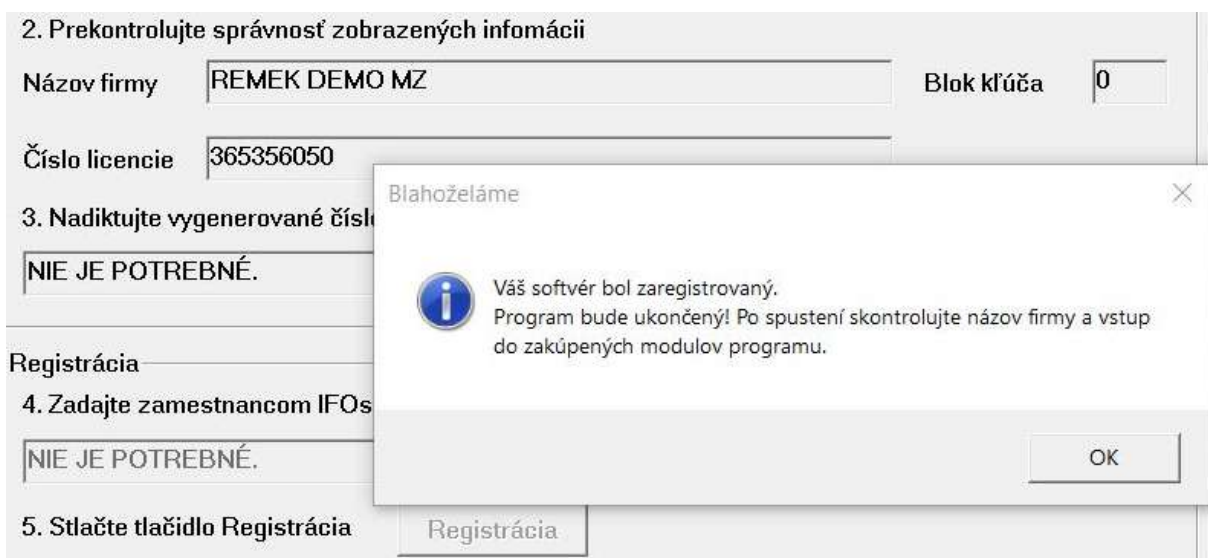 2. Prekontrolujte správnosť zobrazených infomácii
Názov firmy REMEK DEMO MZ Blok kľúča 0
Číslo licencie 365356050
Blahoželáme
3. Nadiktujte vygenerované čísl
NIE JE POTREBNÉ.
Váš softvér bol zaregistrovaný.
Program bude ukončený! Po spustení skontrolujte názov firmy a vstup
do zakúpených modulov programu.
OK
Registrácia
4. Zadajte zamestnancom IFOs
NIE JE POTREBNÉ.
5. Stlačte tlačidlo Registrácia Registrácia